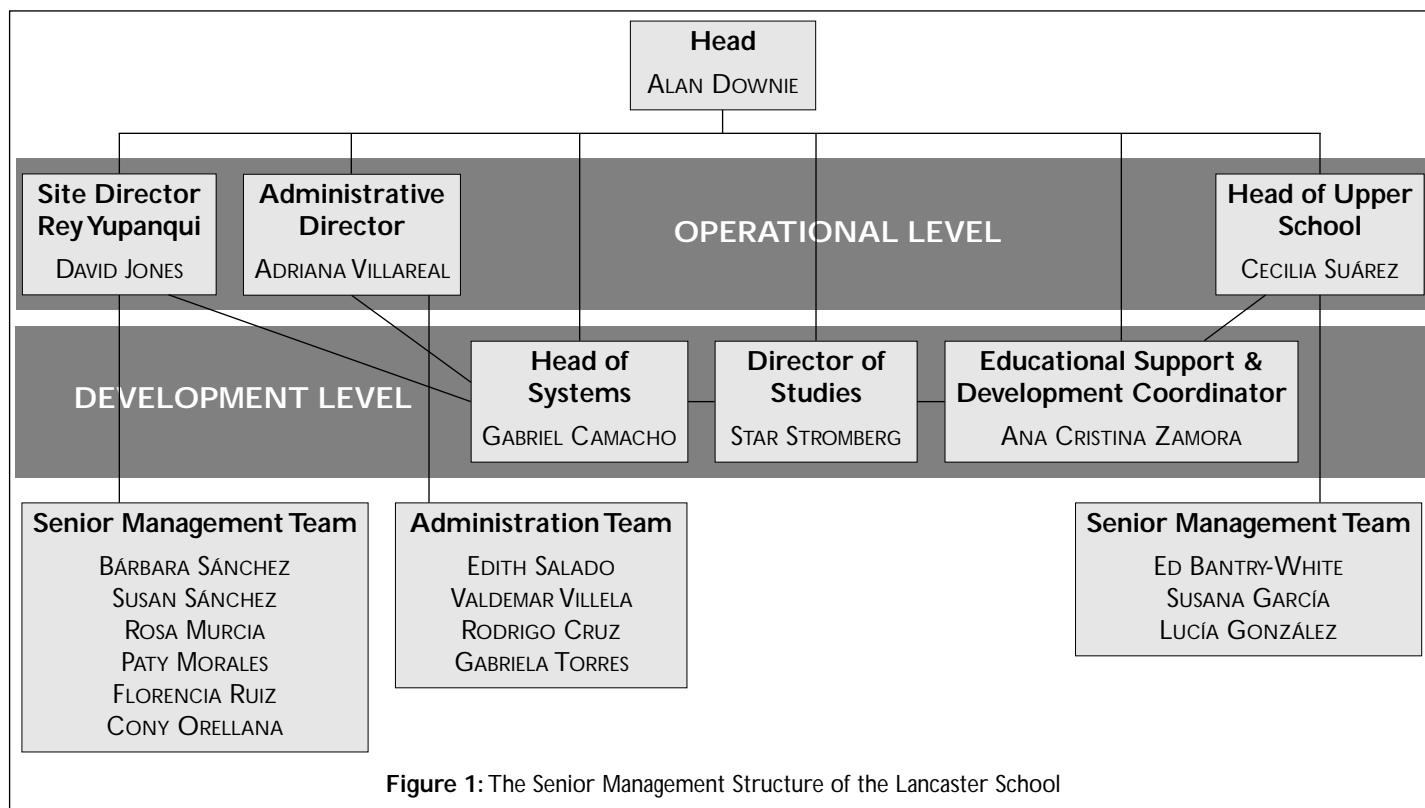 Head
ALAN DOWNIE
Site Director
Rey Yupanqui
DAVID JONES
Administrative
Director
ADRIANA VILLAREAL
OPERATIONAL LEVEL
Head of Upper
School
CECILIA SUÁREZ
DEVELOPMENT LEVEL
Head of
Systems
GABRIEL CAMACHO
Director of
Studies
STAR STROMBERG
Educational Support &
Development Coordinator
ANA CRISTINA ZAMORA
Senior Management Team
BÁRBARA SÁNCHEZ
SUSAN SÁNCHEZ
ROSA MURCIA
PATY MORALES
FLORENCIA RUIZ
CONY ORELLANA
Administration Team
EDITH SALADO
VALDEMAR VILLELA
RODRIGO CRUZ
GABRIELA TORRES
Senior Management Team
ED BANTRY-WHITE
SUSANA GARCÍA
LUCÍA GONZÁLEZ
Figure 1: The Senior Management Structure of the Lancaster School